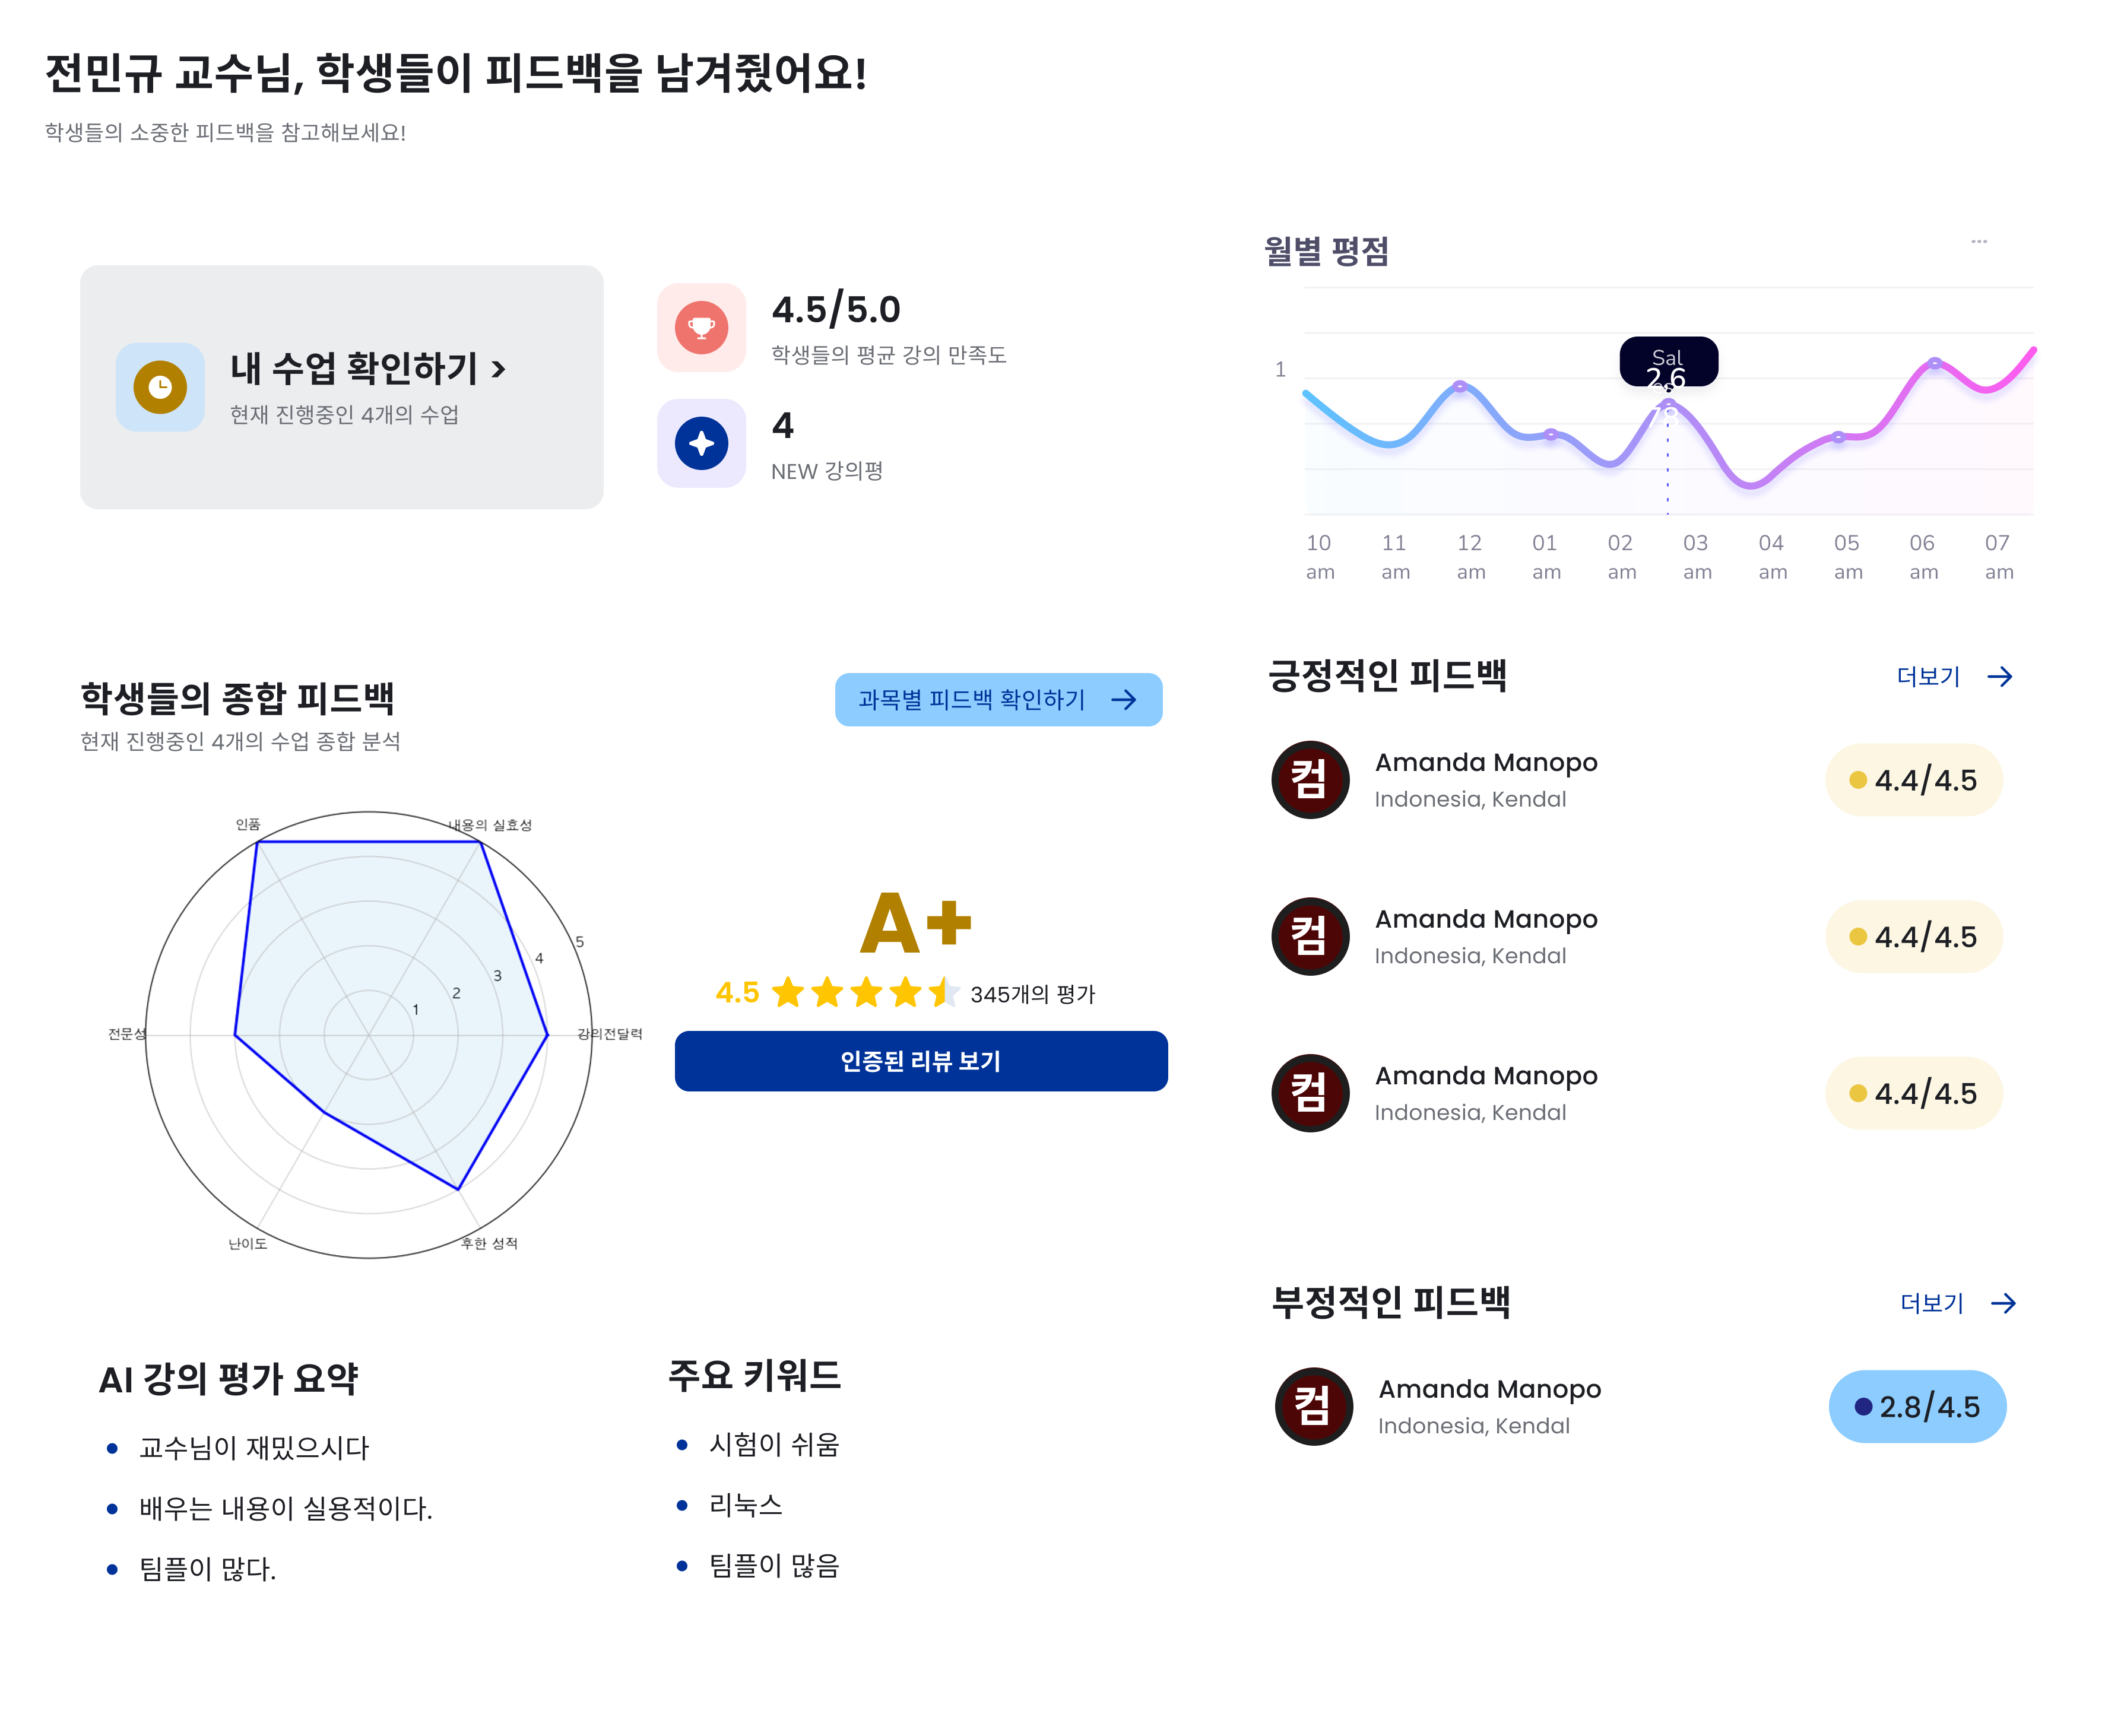 전민규 교수님, 학생들이 피드백을 남겨줬어요!
학생들의 소중한 피드백을 참고해보세요!
내 수업 확인하기 >
현재 진행중인 4개의 수업
4.5/5.0
학생들의 평균 강의 만족도
4
NEW 강의평
월별 평점
1
Sal
2,6
78
10 am
11 am
12 am
01 am
02 am
03 am
04 am
05 am
06 am
07 am
학생들의 종합 피드백
현재 진행중인 4개의 수업 종합 분석
과목별 피드백 확인하기
인품
내용의 실효성
5
4
3
2
1
전문성
강의전달력
난이도
후한 성적
A+
4.5
345개의 평가
인증된 리뷰 보기
긍정적인 피드백
더보기
컴
Amanda Manopo
Indonesia, Kendal
4.4/4.5
컴
Amanda Manopo
Indonesia, Kendal
4.4/4.5
컴
Amanda Manopo
Indonesia, Kendal
4.4/4.5
부정적인 피드백
더보기
컴
Amanda Manopo
Indonesia, Kendal
2.8/4.5
AI 강의 평가 요약
교수님이 재밌으시다
배우는 내용이 실용적이다.
팀플이 많다.
주요 키워드
시험이 쉬움
리눅스
팀플이 많음